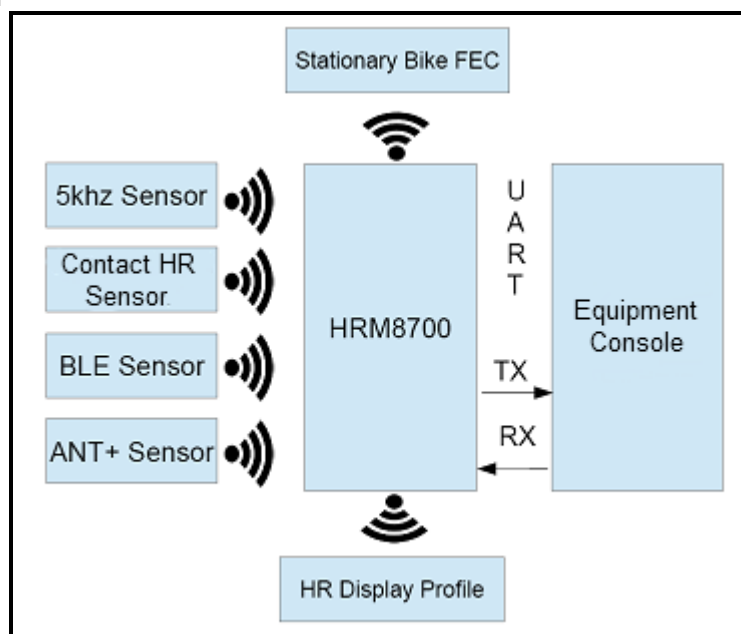 Stationary Bike FEC
5khz Sensor
Contact HR
Sensor.
BLE Sensor
ANT+ Sensor
HRM8700
U
A
R
T
TX
RX
Equipment
Console
HR Display Profile